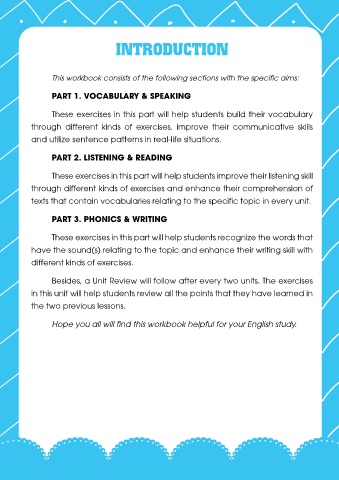 INTRODUCTION
This workbook consists of the following sections with the specific aims:
PART 1. VOCABULARY & SPEAKING
These exercises in this part will help students build their vocabulary
through different kinds of exercises, improve their communicative skills
and utilize sentence patterns in real-life situations.
PART 2. LISTENING & READING
These exercises in this part will help students improve their listening skill
through different kinds of exercises and enhance their comprehension of
texts that contain vocabularies relating to the specific topic in every unit.
PART 3. PHONICS & WRITING
These exercises in this part will help students recognize the words that
have the sound(s) relating to the topic and enhance their writing skill with
different kinds of exercises.
Besides, a Unit Review will follow after every two units. The exercises
in this unit will help students review all the points that they have learned in
the two previous lessons.
Hope you all will find this workbook helpful for your English study.